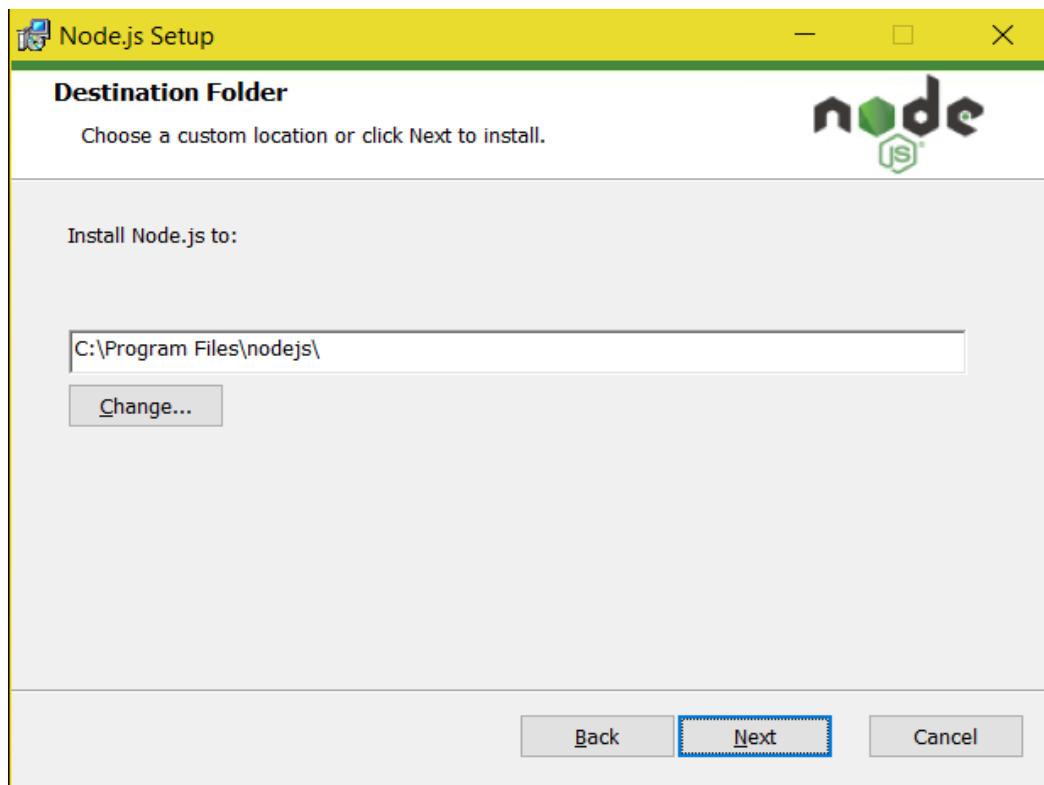 Node.js Setup
Destination Folder
Choose a custom location or click Next to install.
node
JS
Install Node.js to:
C:\Program Files\nodejs\
Change...
Back
Next
Cancel